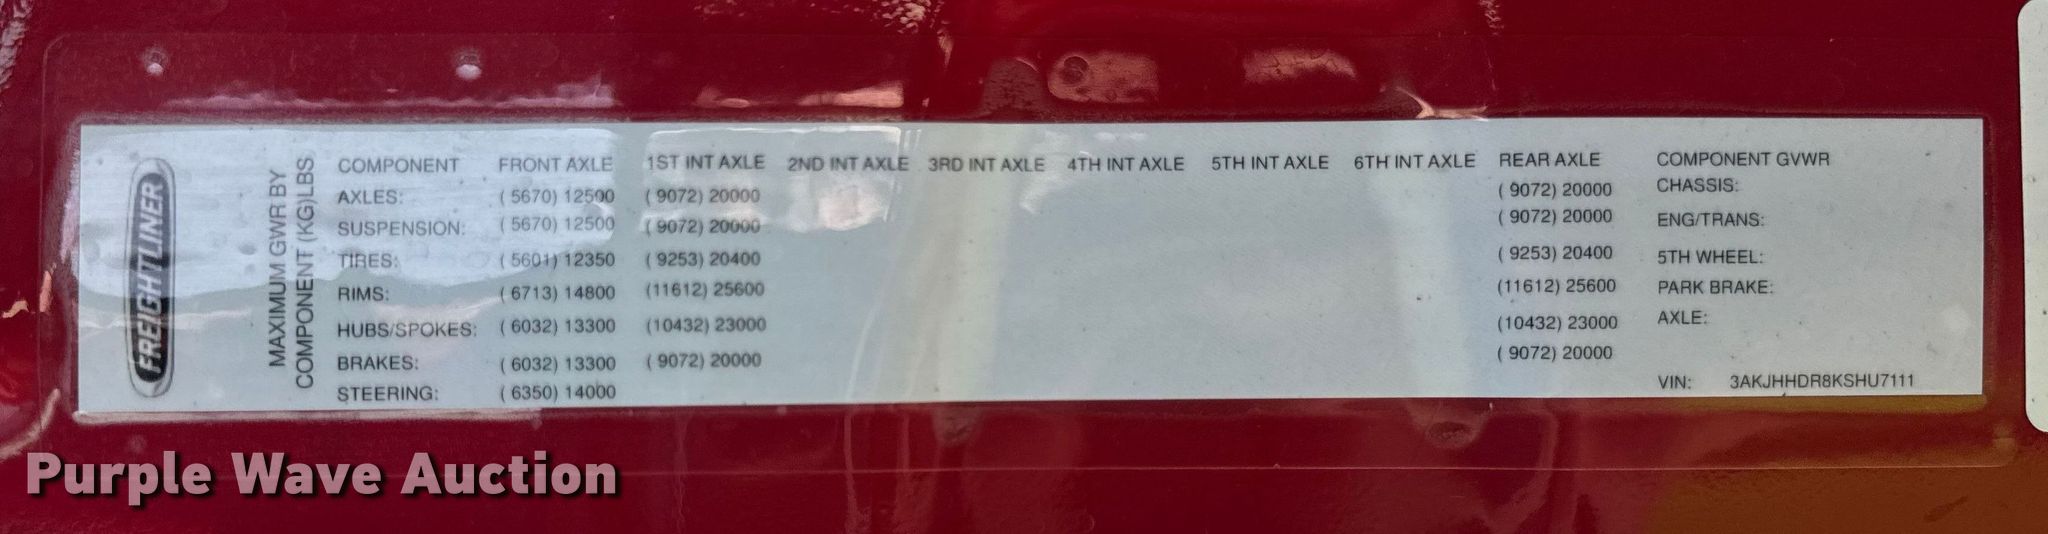 FREIGHTLINER
MAXIMUM GWR BY
COMPONENT (KG)LBS
COMPONENT FRONT AXLE 1ST INT AXLE 2ND INT AXLE 3RD INT AXLE 4TH INT AXLE 5TH INT AXLE 6TH INT AXLE REAR AXLE COMPONENT GVWR
AXLES: ( 5670) 12500 ( 9072) 20000 ( 9072) 20000 CHASSIS:
SUSPENSION: ( 5670) 12500 ( 9072) 20000 ( 9072) 20000 ENG/TRANS:
TIRES: ( 5601) 12350 ( 9253) 20400 ( 9253) 20400 5TH WHEEL:
RIMS: ( 6713) 14800 (11612) 25600 (11612) 25600 PARK BRAKE:
HUBS/SPOKES: ( 6032) 13300 (10432) 23000 (10432) 23000 AXLE:
BRAKES: ( 6032) 13300 ( 9072) 20000 ( 9072) 20000
STEERING: ( 6350) 14000 VIN: 3AKJHHDR8KSHU7111
Purple Wave Auction